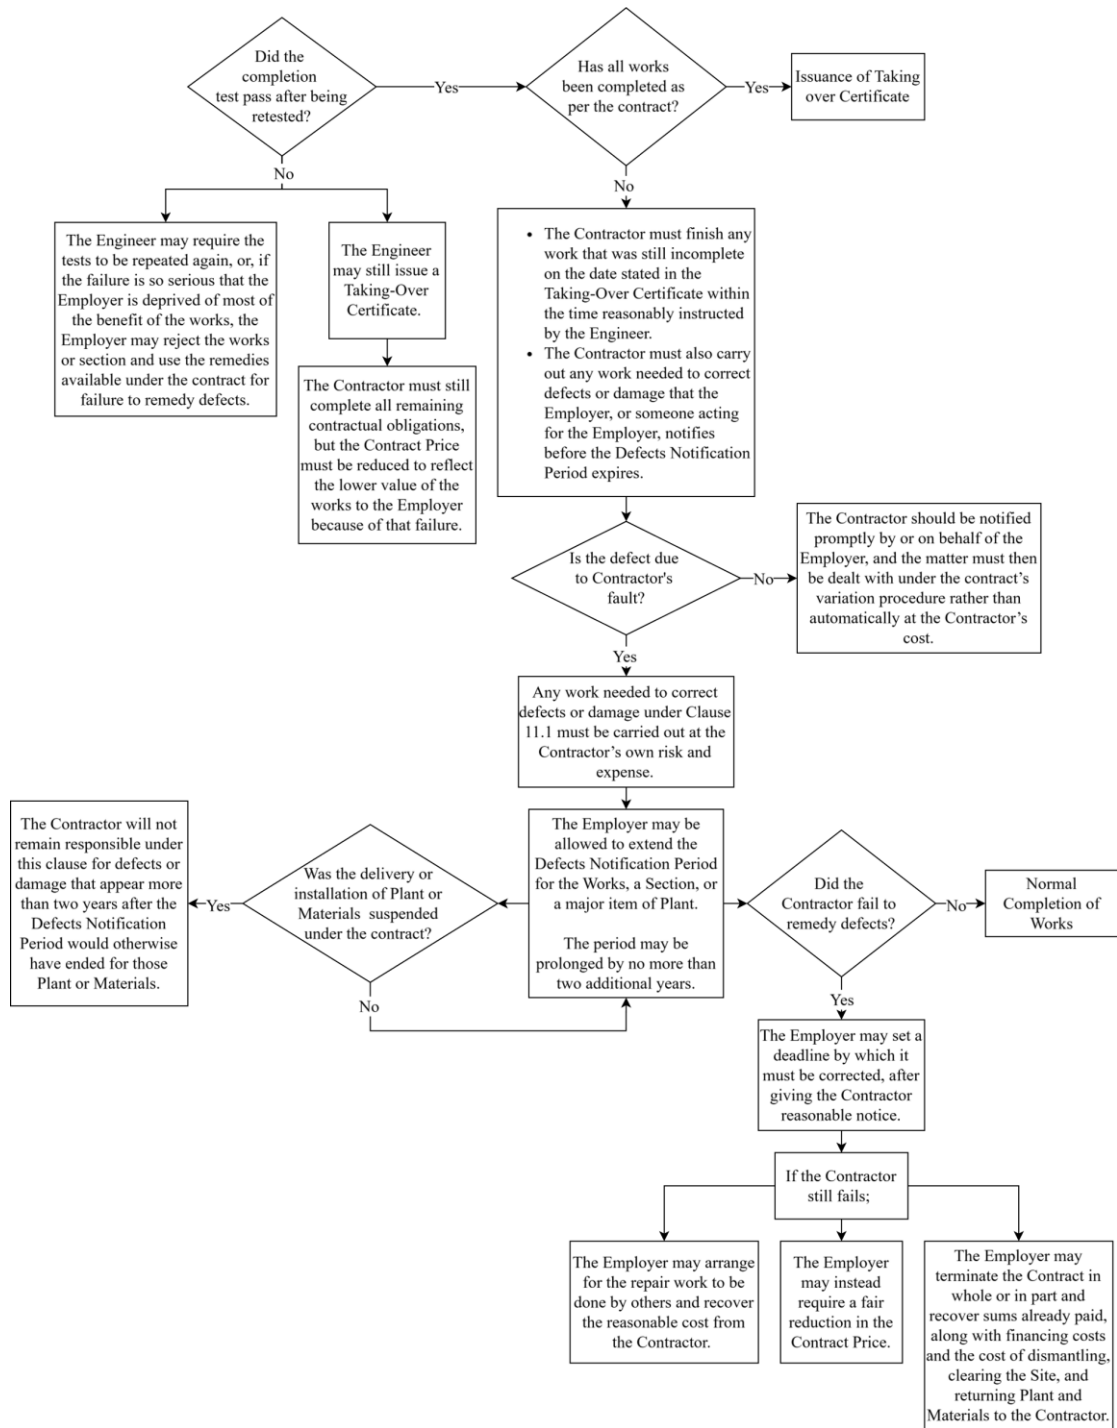 Did the
completion
test pass after being
retested?
Yes
Has all works
been completed as
per the contract?
Yes
Issuance of Taking
over Certificate
No
The Engineer may require the
tests to be repeated again, or, if
the failure is so serious that the
Employer is deprived of most of
the benefit of the works, the
Employer may reject the works
or section and use the remedies
available under the contract for
failure to remedy defects.
The Engineer
may still issue a
Taking-Over
Certificate.
The Contractor must still
complete all remaining
contractual obligations,
but the Contract Price
must be reduced to reflect
the lower value of the
works to the Employer
because of that failure.
No
• The Contractor must finish any
work that was still incomplete
on the date stated in the
Taking-Over Certificate within
the time reasonably instructed
by the Engineer.
• The Contractor must also carry
out any work needed to correct
defects or damage that the
Employer, or someone acting
for the Employer, notifies
before the Defects Notification
Period expires.
Is the defect due
to Contractor's
fault?
No
The Contractor should be notified
promptly by or on behalf of the
Employer, and the matter must then
be dealt with under the contract’s
variation procedure rather than
automatically at the Contractor’s
cost.
Yes
Any work needed to correct
defects or damage under Clause
11.1 must be carried out at the
Contractor’s own risk and
expense.
The Employer may be
allowed to extend the
Defects Notification Period
for the Works, a Section, or
a major item of Plant.
The period may be
prolonged by no more than
two additional years.
Was the delivery or
installation of Plant or
Materials suspended
under the contract?
Yes
The Contractor will not
remain responsible under
this clause for defects or
damage that appear more
than two years after the
Defects Notification
Period would otherwise
have ended for those
Plant or Materials.
No
Did the
Contractor fail to
remedy defects?
No
Normal
Completion of
Works
Yes
The Employer may set a
deadline by which it
must be corrected, after
giving the Contractor
reasonable notice.
If the Contractor
still fails;
The Employer may arrange
for the repair work to be
done by others and recover
the reasonable cost from
the Contractor.
The Employer
may instead
require a fair
reduction in the
Contract Price.
The Employer may
terminate the Contract in
whole or in part and
recover sums already paid,
along with financing costs
and the cost of dismantling,
clearing the Site, and
returning Plant and
Materials to the Contractor.